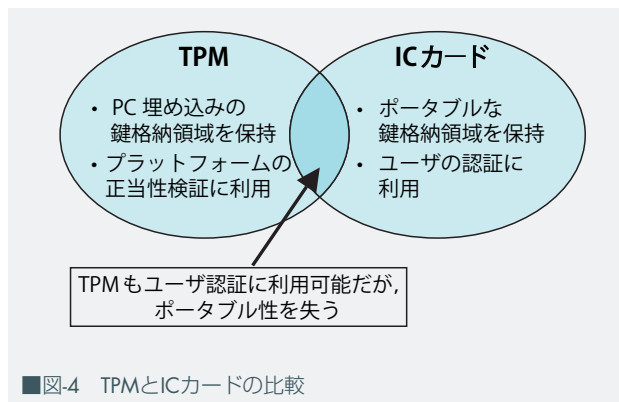 TPM
・ PC 埋め込みの
鍵格納領域を保持
・プラットフォームの
正当性検証に利用
ICカード
・ ポータブルな
鍵格納領域を保持
・ ユーザの認証に
利用
TPMもユーザ認証に利用可能だが,
ポータブル性を失う
■図-4 TPMとICカードの比較